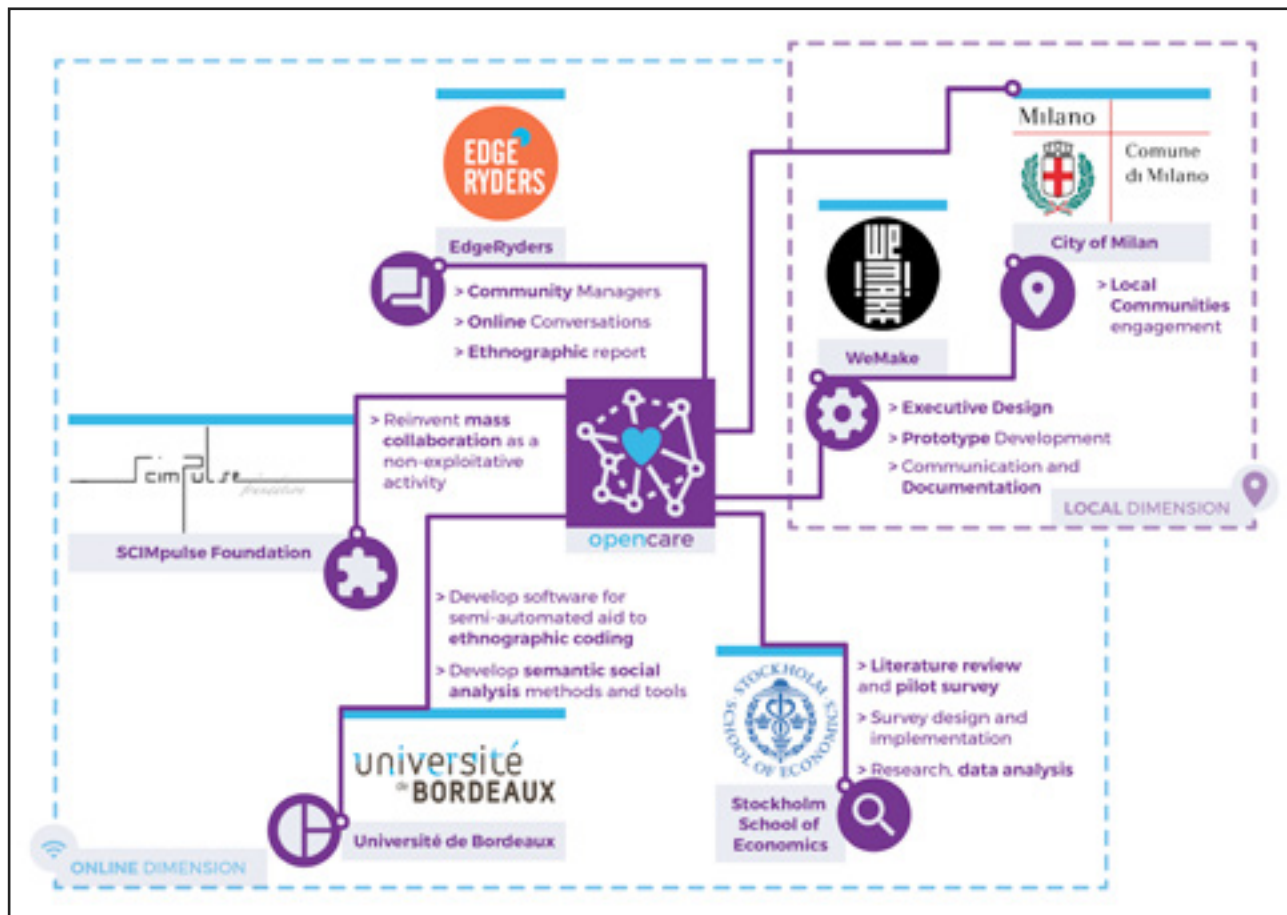 EDGE
RYDERS
EdgeRyders
> Community Managers
> Online Conversations
> Ethnographic report
Milano
Comune
di Milano
City of Milan
> Local
Communities
engagement
WEMAKE
WeMake
> Executive Design
> Prototype Development
> Communication and
Documentation
LOCAL DIMENSION
scimpulse
foundation
SCIMpulse Foundation
> Reinvent mass
collaboration as a
non-exploitative
activity
opencare
> Develop software for
semi-automated aid to
ethnographic coding
> Develop semantic social
analysis methods and tools
université
de BORDEAUX
Université de Bordeaux
STOCKHOLM
SCHOOL OF ECONOMICS
Stockholm
School of
Economics
> Literature review
and pilot survey
> Survey design and
implementation
> Research, data analysis
ONLINE DIMENSION